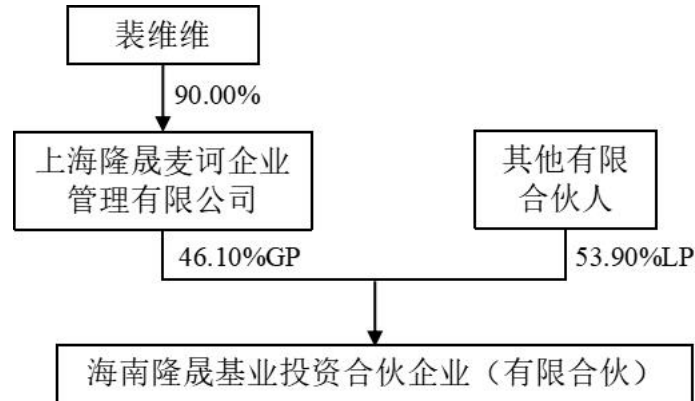 裴维维
90.00%
上海隆晟麦诃企业
管理有限公司
其他有限
合伙人
46.10%GP
53.90%LP
海南隆晟基业投资合伙企业（有限合伙）